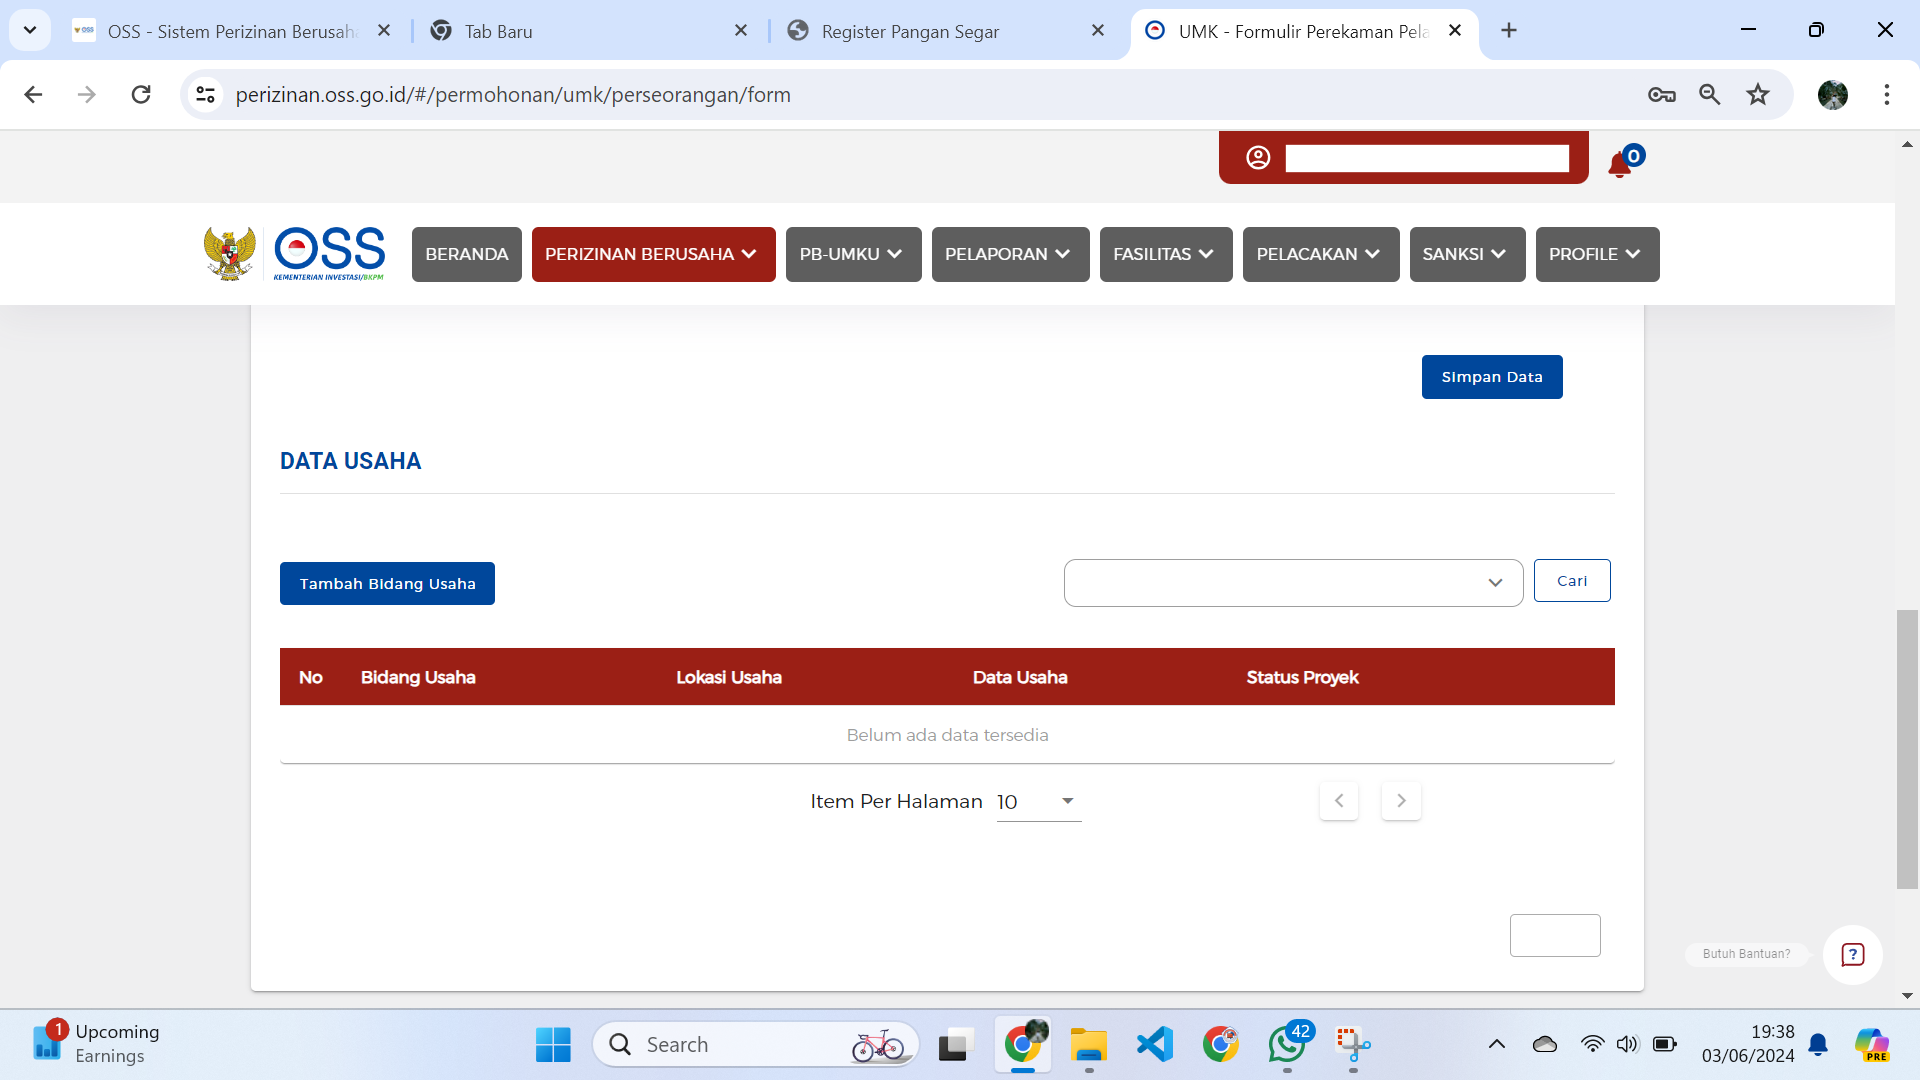 OSS - Sistem Perizinan Berusaha
Tab Baru
Register Pangan Segar
UMK - Formulir Perekaman Pela
perizinan.oss.go.id/#/permohonan/umk/perseorangan/form
0
OSS
KEMENTERIAN INVESTASI/BKPM
BERANDA
PERIZINAN BERUSAHA
PB-UMKU
PELAPORAN
FASILITAS
PELACAKAN
SANKSI
PROFILE
Simpan Data
DATA USAHA
Tambah Bidang Usaha
Cari
No Bidang Usaha Lokasi Usaha Data Usaha Status Proyek
Belum ada data tersedia
Item Per Halaman 10
Butuh Bantuan?
1
Upcoming
Earnings
Search
42
19:38
03/06/2024
PRE